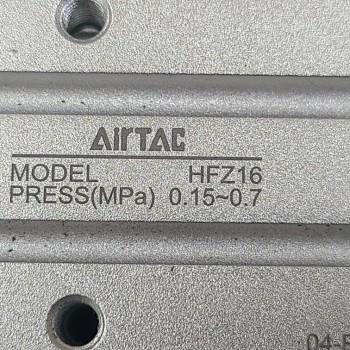 AirTAC
MODEL HFZ16
PRESS(MPa) 0.15~0.7